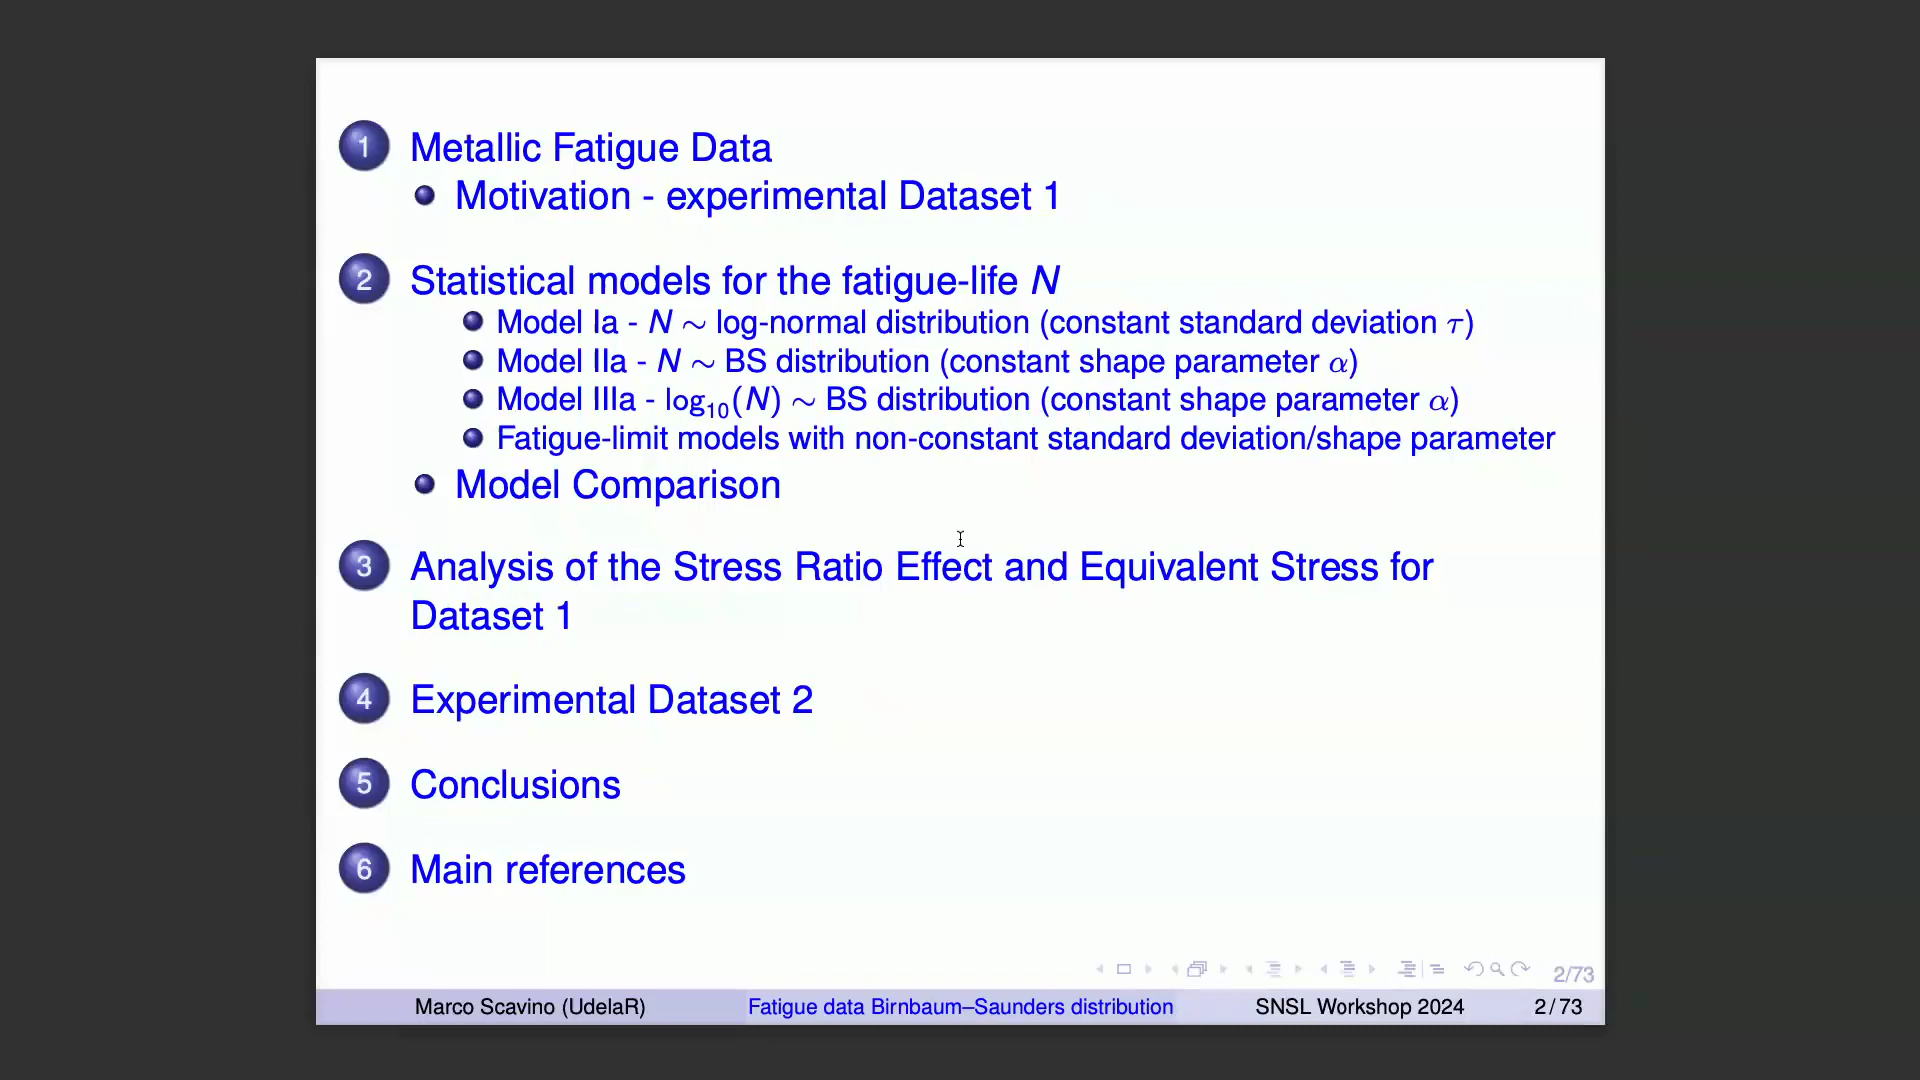 1 Metallic Fatigue Data
Motivation - experimental Dataset 1
2 Statistical models for the fatigue-life N
Model Ia - N ∼ log-normal distribution (constant standard deviation τ)
Model IIa - N ∼ BS distribution (constant shape parameter α)
Model IIIa - log₁₀(N) ∼ BS distribution (constant shape parameter α)
Fatigue-limit models with non-constant standard deviation/shape parameter
Model Comparison
3 Analysis of the Stress Ratio Effect and Equivalent Stress for
Dataset 1
4 Experimental Dataset 2
5 Conclusions
6 Main references
2/73
Marco Scavino (UdelaR) Fatigue data Birnbaum–Saunders distribution SNSL Workshop 2024 2 / 73